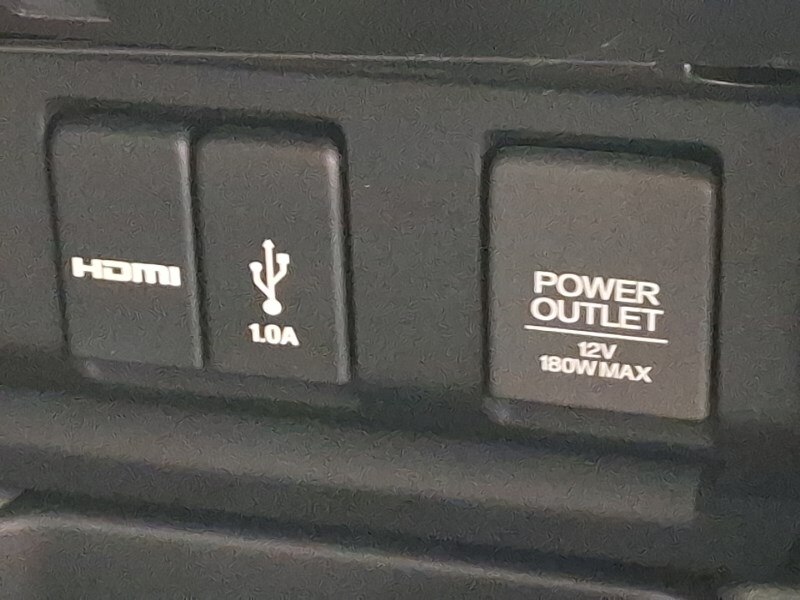 HDMI
1.0A
POWER
OUTLET
12V
180W MAX